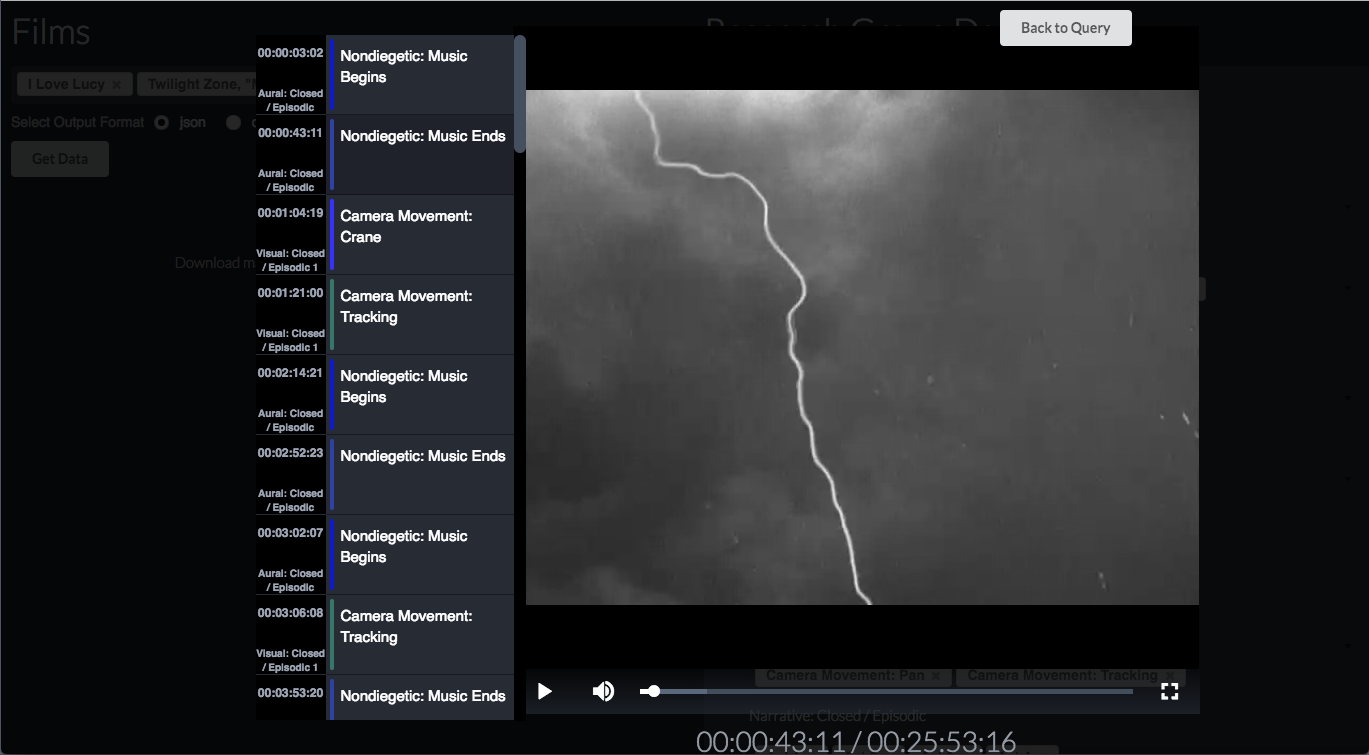 Films
Back to Query
I Love Lucy ×
Twilight Zone, "
Select Output Format
json
Get Data
Download m
00:00:03:02
Nondiegetic: Music
Begins
Aural: Closed
/ Episodic
00:00:43:11
Nondiegetic: Music Ends
Aural: Closed
/ Episodic
00:01:04:19
Camera Movement:
Crane
Visual: Closed
/ Episodic 1
00:01:21:00
Camera Movement:
Tracking
Visual: Closed
/ Episodic 1
00:02:14:21
Nondiegetic: Music
Begins
Aural: Closed
/ Episodic
00:02:52:23
Nondiegetic: Music Ends
Aural: Closed
/ Episodic
00:03:02:07
Nondiegetic: Music
Begins
Aural: Closed
/ Episodic
00:03:06:08
Camera Movement:
Tracking
Visual: Closed
/ Episodic 1
00:03:53:20
Nondiegetic: Music Ends
Camera Movement: Pan ×
Camera Movement: Tracking ×
Narrative: Closed / Episodic
00:00:43:11 / 00:25:53:16